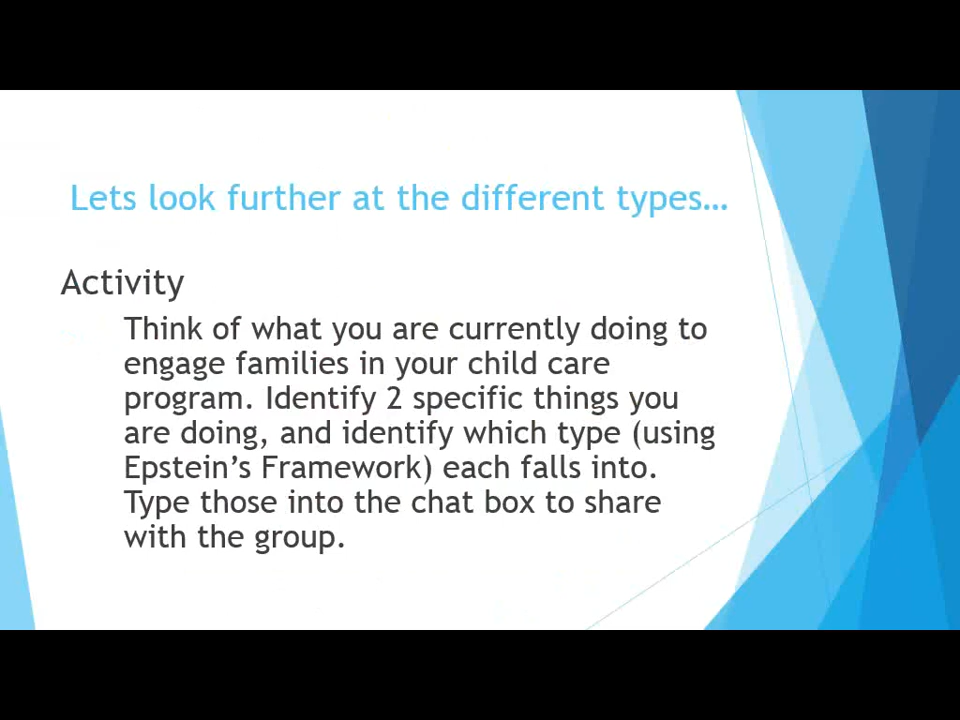 Lets look further at the different types…
Activity
Think of what you are currently doing to
engage families in your child care
program. Identify 2 specific things you
are doing, and identify which type (using
Epstein’s Framework) each falls into.
Type those into the chat box to share
with the group.